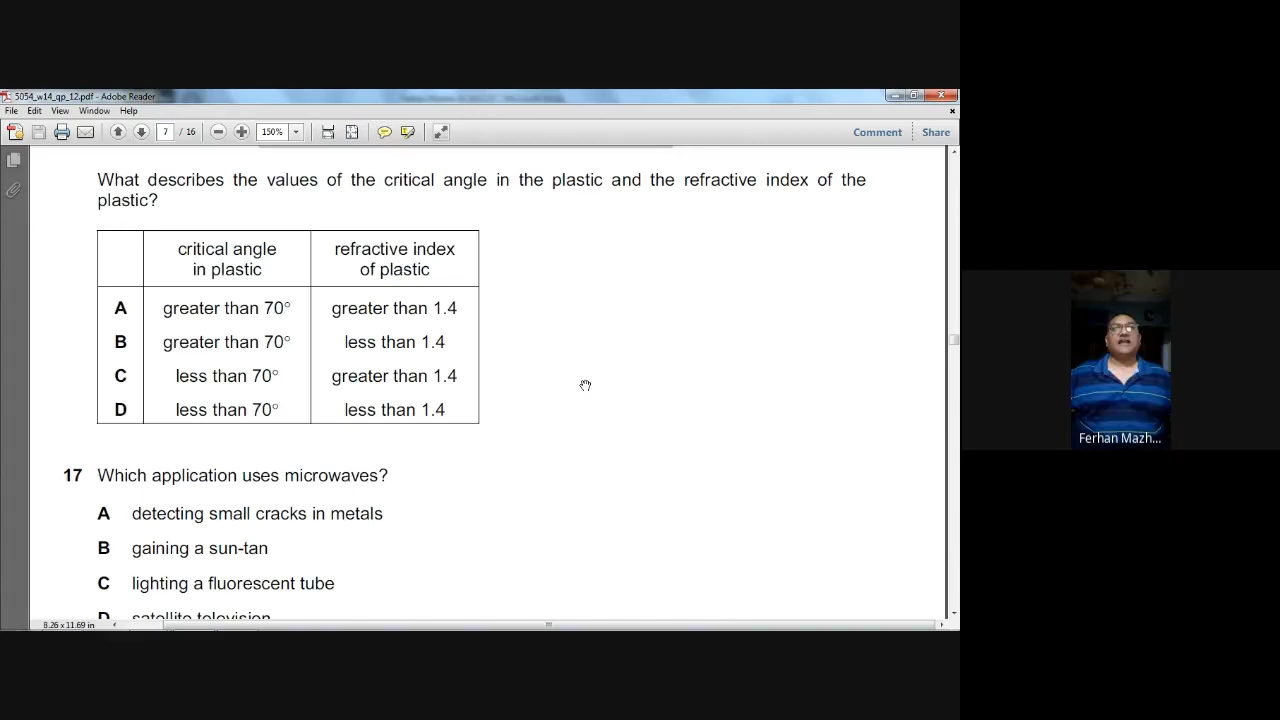 5054_w14_qp_12.pdf - Adobe Reader
File Edit View Window Help
7 / 16 150% Comment Share
What describes the values of the critical angle in the plastic and the refractive index of the
plastic?
critical angle
in plastic
refractive index
of plastic
A greater than 70° greater than 1.4
B greater than 70° less than 1.4
C less than 70° greater than 1.4
D less than 70° less than 1.4
17 Which application uses microwaves?
A detecting small cracks in metals
B gaining a sun-tan
C lighting a fluorescent tube
D satellite television
8.26 x 11.69 in
Ferhan Mazh...